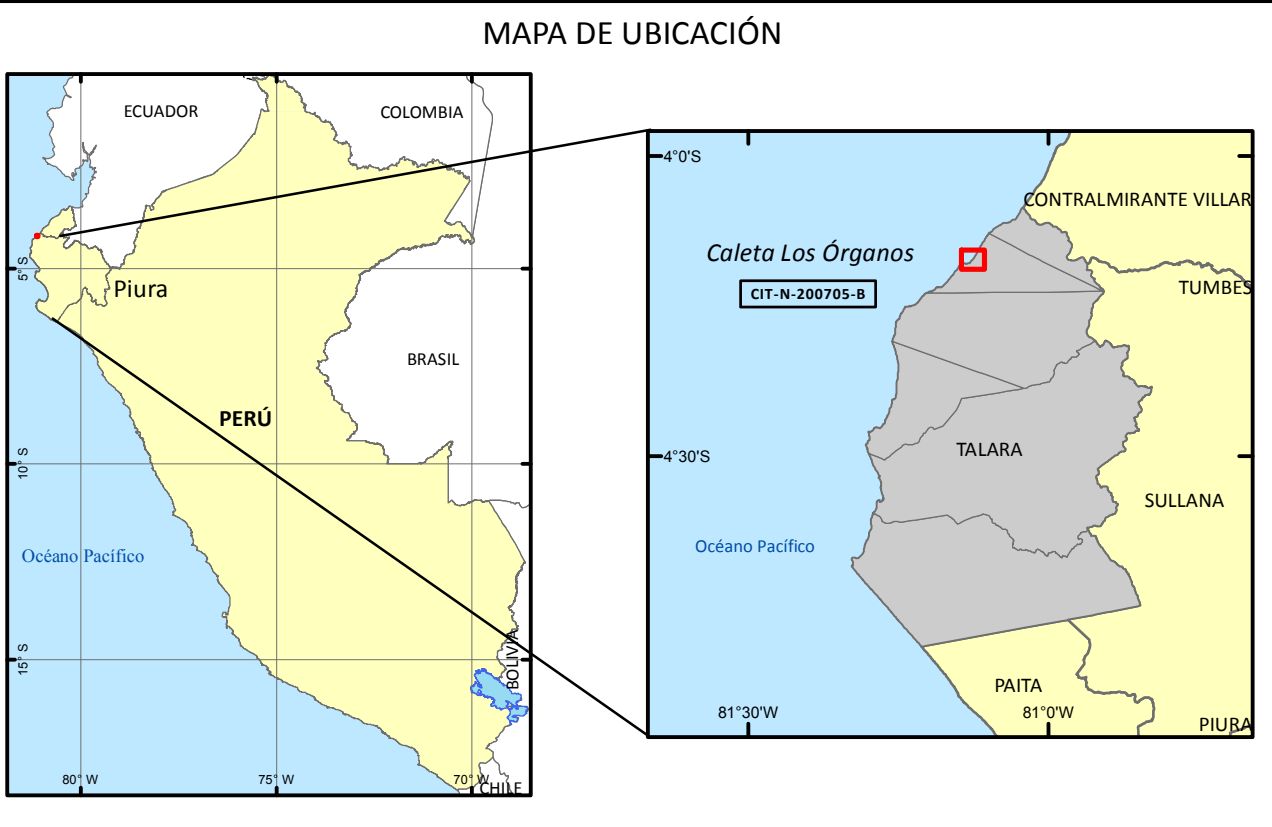 MAPA DE UBICACIÓN
ECUADOR
COLOMBIA
5° S
Piura
BRASIL
PERÚ
10° S
Océano Pacífico
15° S
BOLIVIA
80° W
75° W
70° W
CHILE
4°0'S
CONTRALMIRANTE VILLAR
Caleta Los Órganos
CIT-N-200705-B
TUMBES
4°30'S
TALARA
SULLANA
Océano Pacífico
PAITA
81°30'W
81°0'W
PIURA